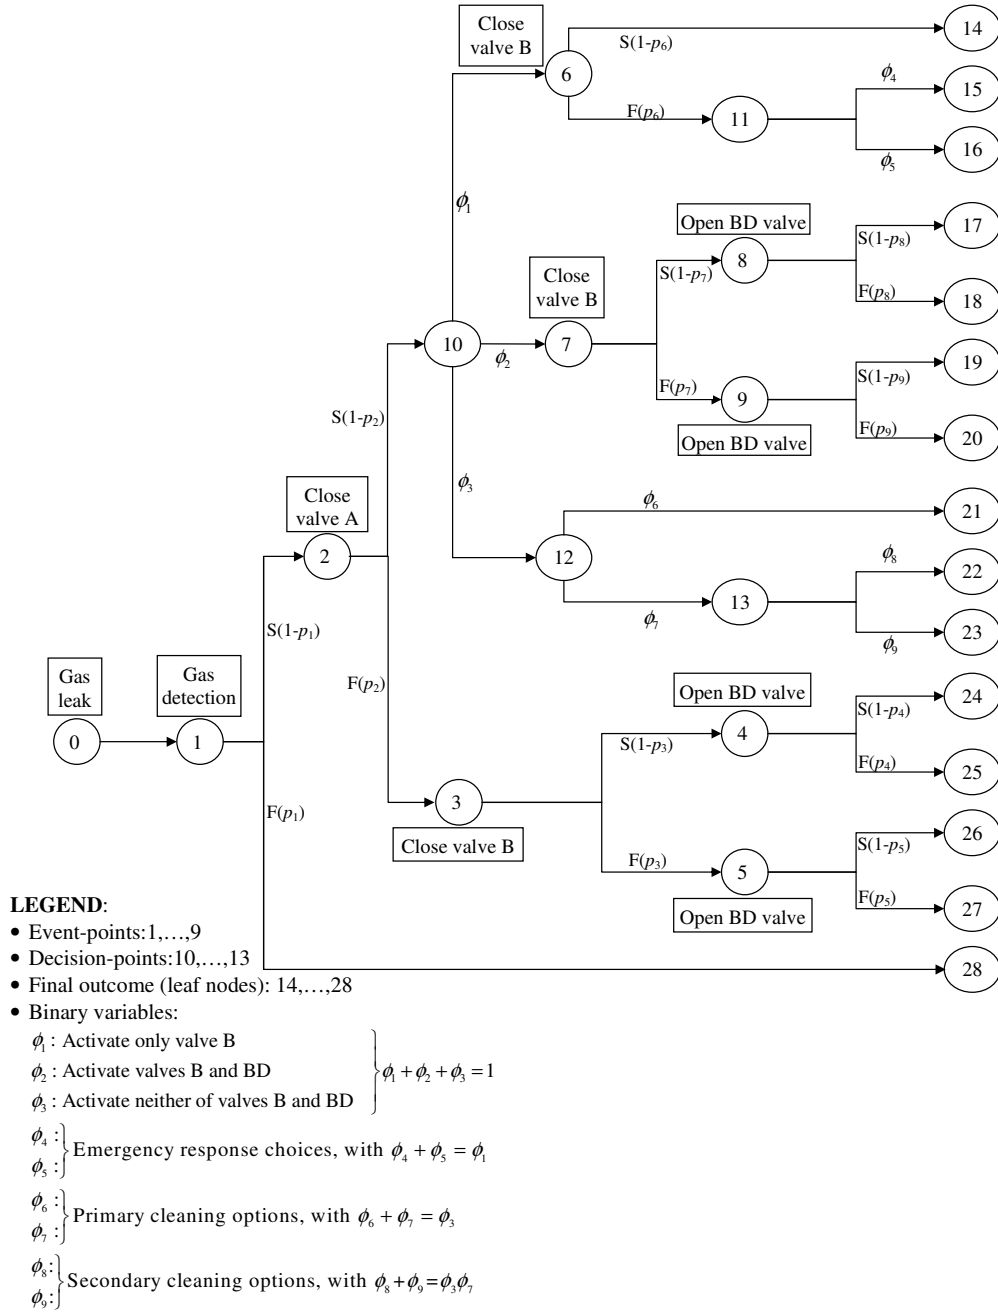 Close
valve B
6
S(1-p₆)
14
F(p₆)
11
ϕ₄
15
ϕ₅
16
ϕ₁
Open BD valve
8
S(1-p₈)
17
F(p₈)
18
Close
valve B
S(1-p₇)
10
ϕ₂
7
F(p₇)
9
S(1-p₉)
19
F(p₉)
20
Open BD valve
S(1-p₂)
ϕ₃
Close
valve A
2
ϕ₆
21
12
ϕ₇
13
ϕ₈
22
ϕ₉
23
S(1-p₁)
F(p₂)
Gas
leak
Gas
detection
0
1
Open BD valve
S(1-p₃)
4
S(1-p₄)
24
F(p₄)
25
3
Close valve B
F(p₁)
F(p₃)
5
S(1-p₅)
26
F(p₅)
27
Open BD valve
28
LEGEND:
• Event-points:1,…,9
• Decision-points:10,…,13
• Final outcome (leaf nodes): 14,…,28
• Binary variables:
ϕ₁ : Activate only valve B
ϕ₂ : Activate valves B and BD
ϕ₃ : Activate neither of valves B and BD
ϕ₁ + ϕ₂ + ϕ₃ = 1
ϕ₄ :
ϕ₅ :
Emergency response choices, with ϕ₄ + ϕ₅ = ϕ₁
ϕ₆ :
ϕ₇ :
Primary cleaning options, with ϕ₆ + ϕ₇ = ϕ₃
ϕ₈:
ϕ₉:
Secondary cleaning options, with ϕ₈ + ϕ₉ = ϕ₃ϕ₇